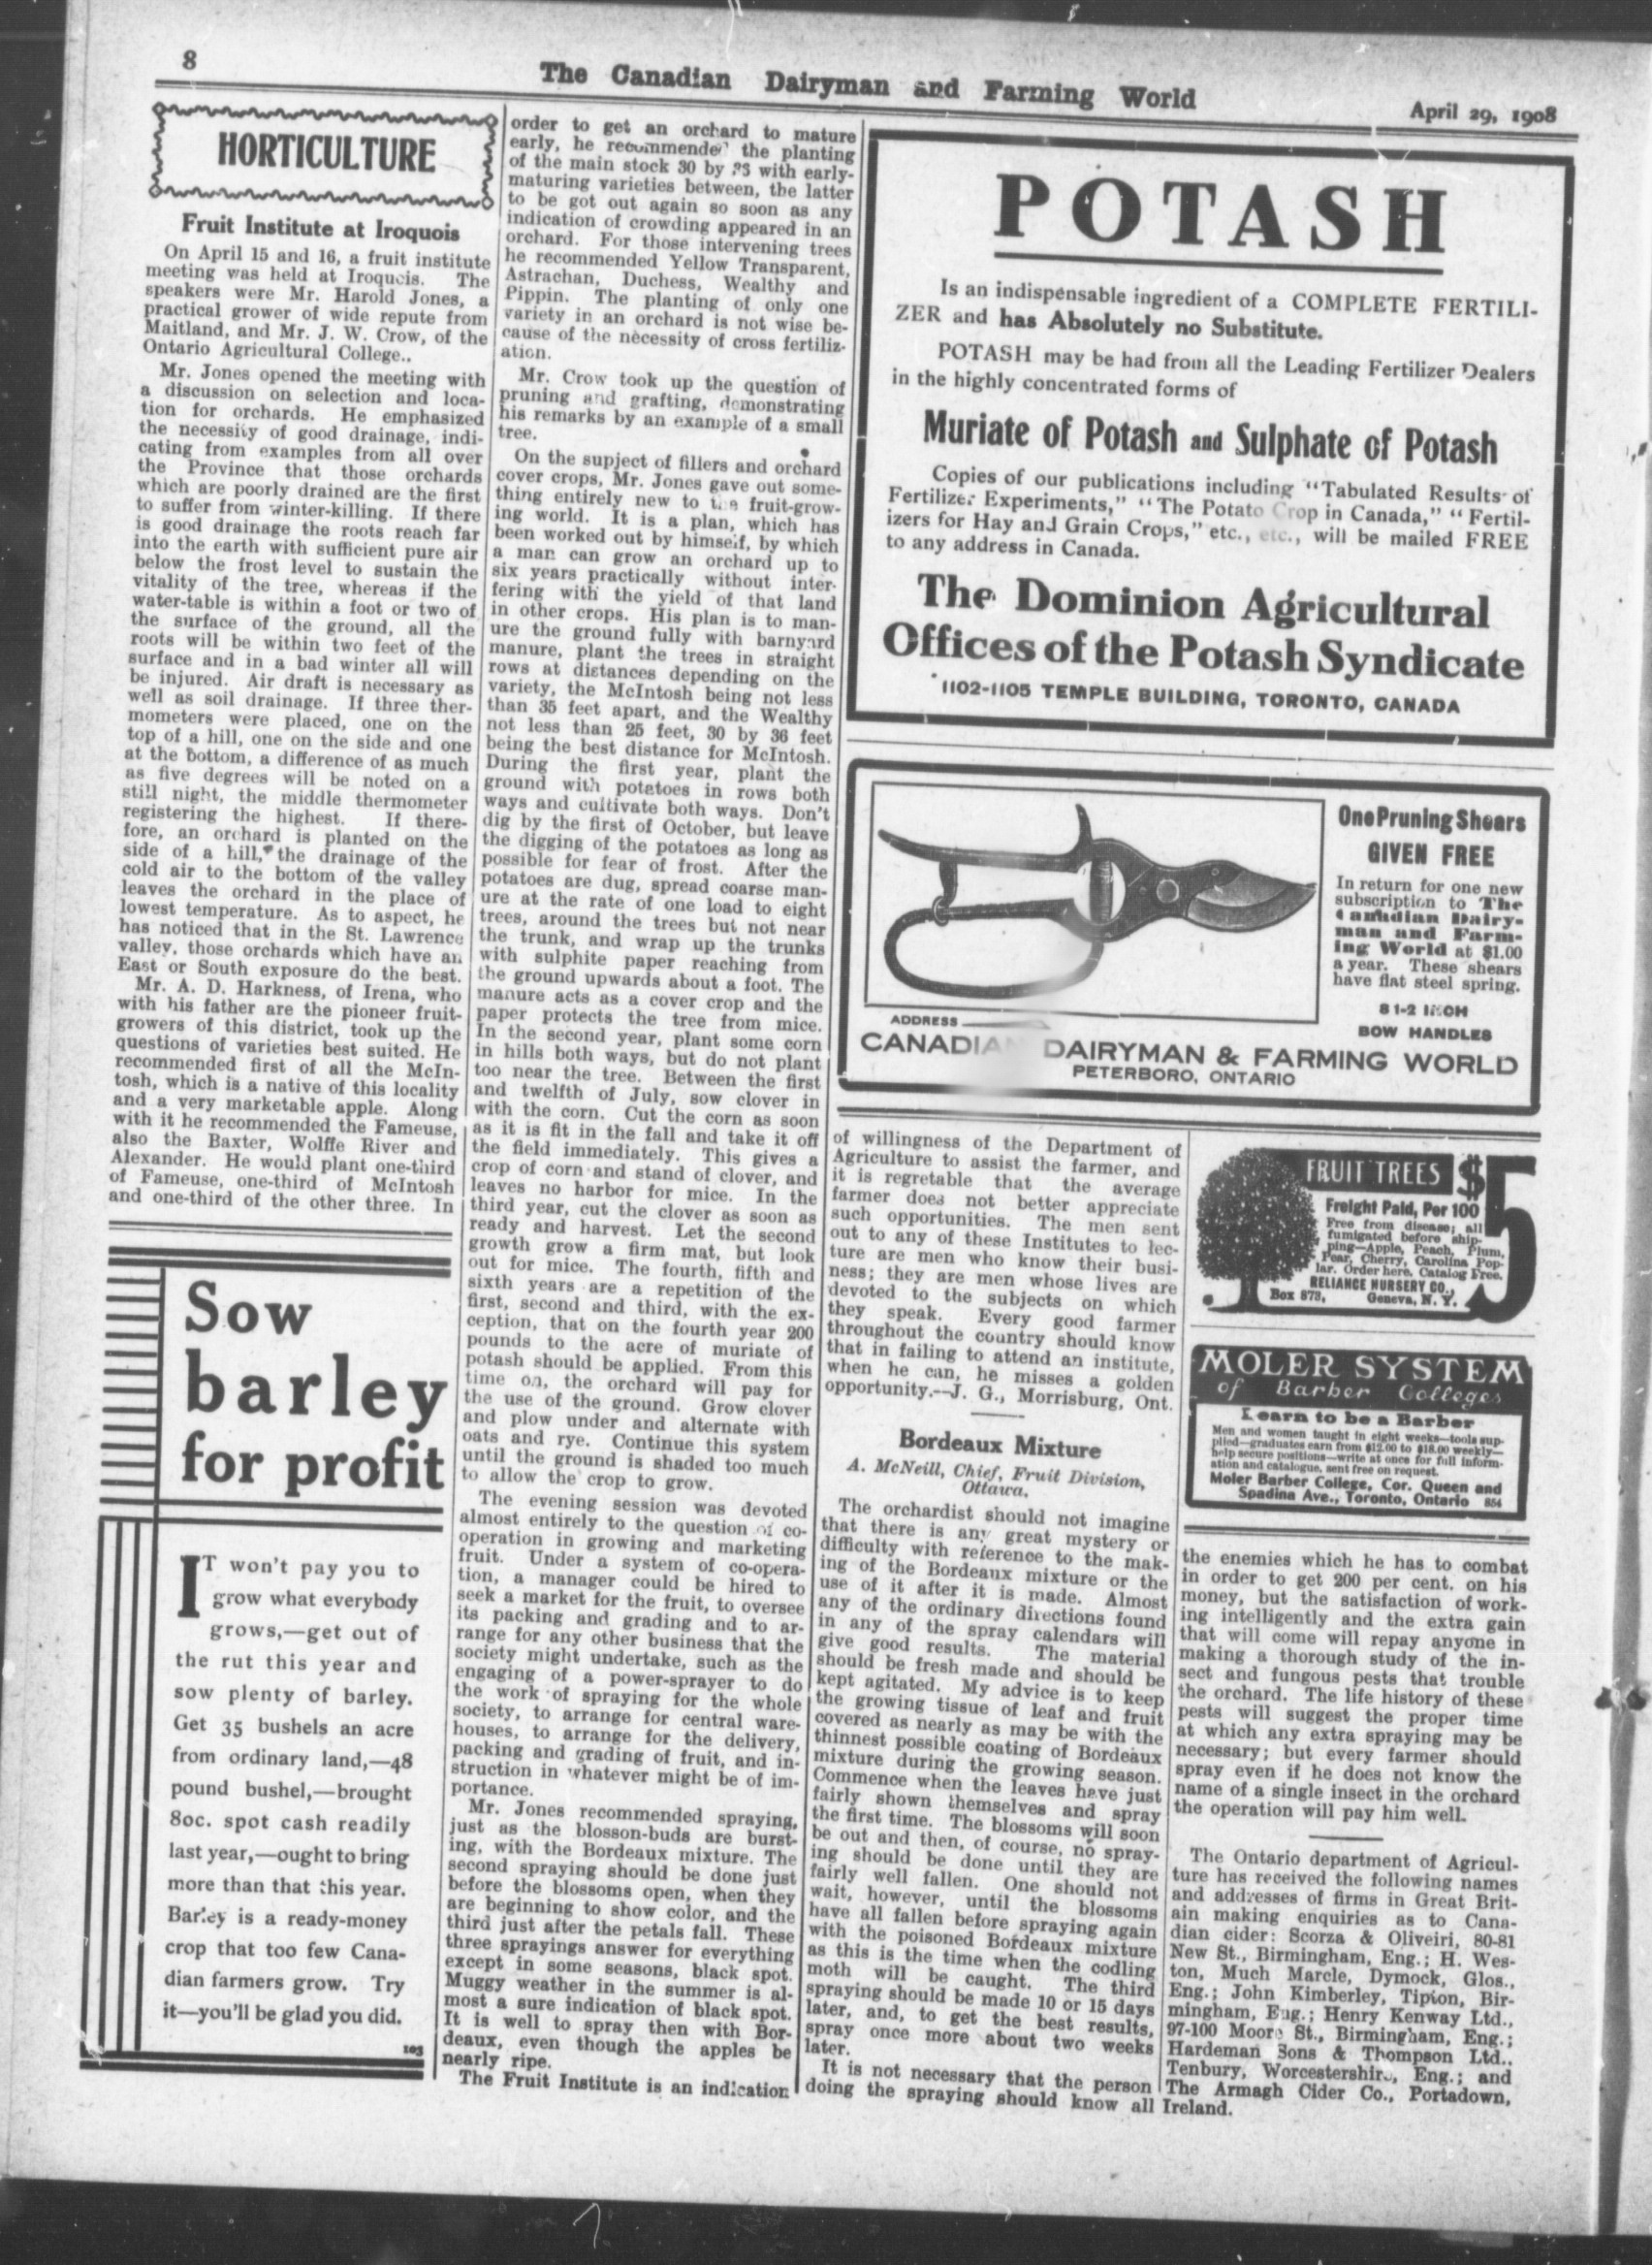 8
The Canadian Dairyman and Farming World
April 29, 1908
HORTICULTURE
Fruit Institute at Iroquois
On April 15 and 16, a fruit institute
meeting was held at Iroquois. The
speakers were Mr. Harold Jones, a
practical grower of wide repute from
Maitland, and Mr. J. W. Crow, of the
Ontario Agricultural College..
Mr. Jones opened the meeting with
a discussion on selection and loca-
tion for orchards. He emphasized
the necessity of good drainage, indi-
cating from examples from all over
the Province that those orchards
which are poorly drained are the first
to suffer from winter-killing. If there
is good drainage the roots reach far
into the earth with sufficient pure air
below the frost level to sustain the
vitality of the tree, whereas if the
water-table is within a foot or two of
the surface of the ground, all the
roots will be within two feet of the
surface and in a bad winter all will
be injured. Air draft is necessary as
well as soil drainage. If three ther-
mometers were placed, one on the
top of a hill, one on the side and one
at the bottom, a difference of as much
as five degrees will be noted on a
still night, the middle thermometer
registering the highest. If there-
fore, an orchard is planted on the
side of a hill, the drainage of the
cold air to the bottom of the valley
leaves the orchard in the place of
lowest temperature. As to aspect, he
has noticed that in the St. Lawrence
valley, those orchards which have an
East or South exposure do the best.
Mr. A. D. Harkness, of Irena, who
with his father are the pioneer fruit-
growers of this district, took up the
questions of varieties best suited. He
recommended first of all the McIn-
tosh, which is a native of this locality
and a very marketable apple. Along
with it he recommended the Fameuse,
also the Baxter, Wolffe River and
Alexander. He would plant one-third
of Fameuse, one-third of McIntosh
and one-third of the other three. In
Sow
barley
for profit
IT won't pay you to
grow what everybody
grows,—get out of
the rut this year and
sow plenty of barley.
Get 35 bushels an acre
from ordinary land,—48
pound bushel,—brought
80c. spot cash readily
last year,—ought to bring
more than that this year.
Barley is a ready-money
crop that too few Cana-
dian farmers grow. Try
it—you'll be glad you did.
103
order to get an orchard to mature
early, he recommended the planting
of the main stock 30 by with early-
maturing varieties between, the latter
to be got out again so soon as any
indication of crowding appeared in an
orchard. For those intervening trees
he recommended Yellow Transparent,
Astrachan, Duchess, Wealthy and
Pippin. The planting of only one
variety in an orchard is not wise be-
cause of the necessity of cross fertiliz-
ation.
Mr. Crow took up the question of
pruning and grafting, demonstrating
his remarks by an example of a small
tree.
On the supject of fillers and orchard
cover crops, Mr. Jones gave out some-
thing entirely new to the fruit-grow-
ing world. It is a plan, which has
been worked out by himself, by which
a man can grow an orchard up to
six years practically without inter-
fering with the yield of that land
in other crops. His plan is to man-
ure the ground fully with barnyard
manure, plant the trees in straight
rows at distances depending on the
variety, the McIntosh being not less
than 35 feet apart, and the Wealthy
not less than 25 feet, 30 by 36 feet
being the best distance for McIntosh.
During the first year, plant the
ground with potatoes in rows both
ways and cultivate both ways. Don't
dig by the first of October, but leave
the digging of the potatoes as long as
possible for fear of frost. After the
potatoes are dug, spread coarse man-
ure at the rate of one load to eight
trees, around the trees but not near
the trunk, and wrap up the trunks
with sulphite paper reaching from
the ground upwards about a foot. The
manure acts as a cover crop and the
paper protects the tree from mice.
In the second year, plant some corn
in hills both ways, but do not plant
too near the tree. Between the first
and twelfth of July, sow clover in
with the corn. Cut the corn as soon
as it is fit in the fall and take it off
the field immediately. This gives a
crop of corn and stand of clover, and
leaves no harbor for mice. In the
third year, cut the clover as soon as
ready and harvest. Let the second
growth grow a firm mat, but look
out for mice. The fourth, fifth and
sixth years are a repetition of the
first, second and third, with the ex-
ception, that on the fourth year 200
pounds to the acre of muriate of
potash should be applied. From this
time on, the orchard will pay for
the use of the ground. Grow clover
and plow under and alternate with
oats and rye. Continue this system
until the ground is shaded too much
to allow the crop to grow.
The evening session was devoted
almost entirely to the question of co-
operation in growing and marketing
fruit. Under a system of co-opera-
tion, a manager could be hired to
seek a market for the fruit, to oversee
its packing and grading and to ar-
range for any other business that the
society might undertake, such as the
engaging of a power-sprayer to do
the work of spraying for the whole
society, to arrange for central ware-
houses, to arrange for the delivery,
packing and grading of fruit, and in-
struction in whatever might be of im-
portance.
Mr. Jones recommended spraying,
just as the blosson-buds are burst-
ing, with the Bordeaux mixture. The
second spraying should be done just
before the blossoms open, when they
are beginning to show color, and the
third just after the petals fall. These
three sprayings answer for everything
except in some seasons, black spot.
Muggy weather in the summer is al-
most a sure indication of black spot.
It is well to spray then with Bor-
deaux, even though the apples be
nearly ripe.
The Fruit Institute is an indication
POTASH
Is an indispensable ingredient of a COMPLETE FERTILI-
ZER and has Absolutely no Substitute.
POTASH may be had from all the Leading Fertilizer Dealers
in the highly concentrated forms of
Muriate of Potash and Sulphate of Potash
Copies of our publications including "Tabulated Results of
Fertilizer Experiments," "The Potato Crop in Canada," "Fertil-
izers for Hay and Grain Crops," etc., etc., will be mailed FREE
to any address in Canada.
The Dominion Agricultural
Offices of the Potash Syndicate
1102-1105 TEMPLE BUILDING, TORONTO, CANADA
One Pruning Shears
GIVEN FREE
In return for one new
subscription to The
Canadian Dairy-
man and Farm-
ing World at $1.00
a year. These shears
have flat steel spring.
8 1-2 INCH
BOW HANDLES
ADDRESS
CANADIAN DAIRYMAN & FARMING WORLD
PETERBORO, ONTARIO
of willingness of the Department of
Agriculture to assist the farmer, and
it is regretable that the average
farmer does not better appreciate
such opportunities. The men sent
out to any of these Institutes to lec-
ture are men who know their busi-
ness; they are men whose lives are
devoted to the subjects on which
they speak. Every good farmer
throughout the country should know
that in failing to attend an institute,
when he can, he misses a golden
opportunity.—J. G., Morrisburg, Ont.
Bordeaux Mixture
A. McNeill, Chief, Fruit Division,
Ottawa.
The orchardist should not imagine
that there is any great mystery or
difficulty with reference to the mak-
ing of the Bordeaux mixture or the
use of it after it is made. Almost
any of the ordinary directions found
in any of the spray calendars will
give good results. The material
should be fresh made and should be
kept agitated. My advice is to keep
the growing tissue of leaf and fruit
covered as nearly as may be with the
thinnest possible coating of Bordeaux
mixture during the growing season.
Commence when the leaves have just
fairly shown themselves and spray
the first time. The blossoms will soon
be out and then, of course, no spray-
ing should be done until they are
fairly well fallen. One should not
wait, however, until the blossoms
have all fallen before spraying again
with the poisoned Bordeaux mixture
as this is the time when the codling
moth will be caught. The third
spraying should be made 10 or 15 days
later, and, to get the best results,
spray once more about two weeks
later.
It is not necessary that the person
doing the spraying should know all
FRUIT TREES $5
Freight Paid, Per 100
Free from disease; all
fumigated before ship-
ping—Apple, Peach, Plum,
Pear, Cherry, Carolina Pop-
lar. Order here. Catalog Free.
RELIANCE NURSERY CO.,
Box 873, Geneva, N. Y.
MOLER SYSTEM
of Barber Colleges
Learn to be a Barber
Men and women taught in eight weeks—tools sup-
plied—graduates earn from $12.00 to $18.00 weekly—
help secure positions—write at once for full inform-
ation and catalogue, sent free on request.
Moler Barber College, Cor. Queen and
Spadina Ave., Toronto, Ontario 854
the enemies which he has to combat
in order to get 200 per cent. on his
money, but the satisfaction of work-
ing intelligently and the extra gain
that will come will repay anyone in
making a thorough study of the in-
sect and fungous pests that trouble
the orchard. The life history of these
pests will suggest the proper time
at which any extra spraying may be
necessary; but every farmer should
spray even if he does not know the
name of a single insect in the orchard
the operation will pay him well.
The Ontario department of Agricul-
ture has received the following names
and addresses of firms in Great Brit-
ain making enquiries as to Cana-
dian cider: Scorza & Oliveiri, 80-81
New St., Birmingham, Eng.; H. Wes-
ton, Much Marcle, Dymock, Glos.,
Eng.; John Kimberley, Tipton, Bir-
mingham, Eng.; Henry Kenway Ltd.,
97-100 Moore St., Birmingham, Eng.;
Hardeman Sons & Thompson Ltd.,
Tenbury, Worcestershire, Eng.; and
The Armagh Cider Co., Portadown,
Ireland.